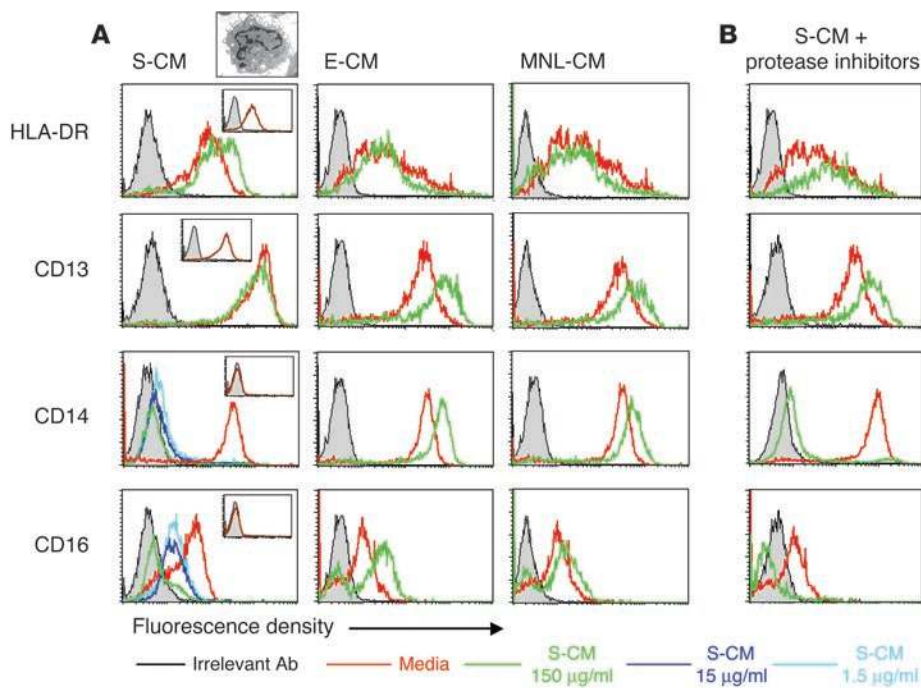 A
B
S-CM
E-CM
MNL-CM
S-CM +
protease inhibitors
HLA-DR
CD13
CD14
CD16
Fluorescence density
Irrelevant Ab
Media
S-CM
150 µg/ml
S-CM
15 µg/ml
S-CM
1.5 µg/ml